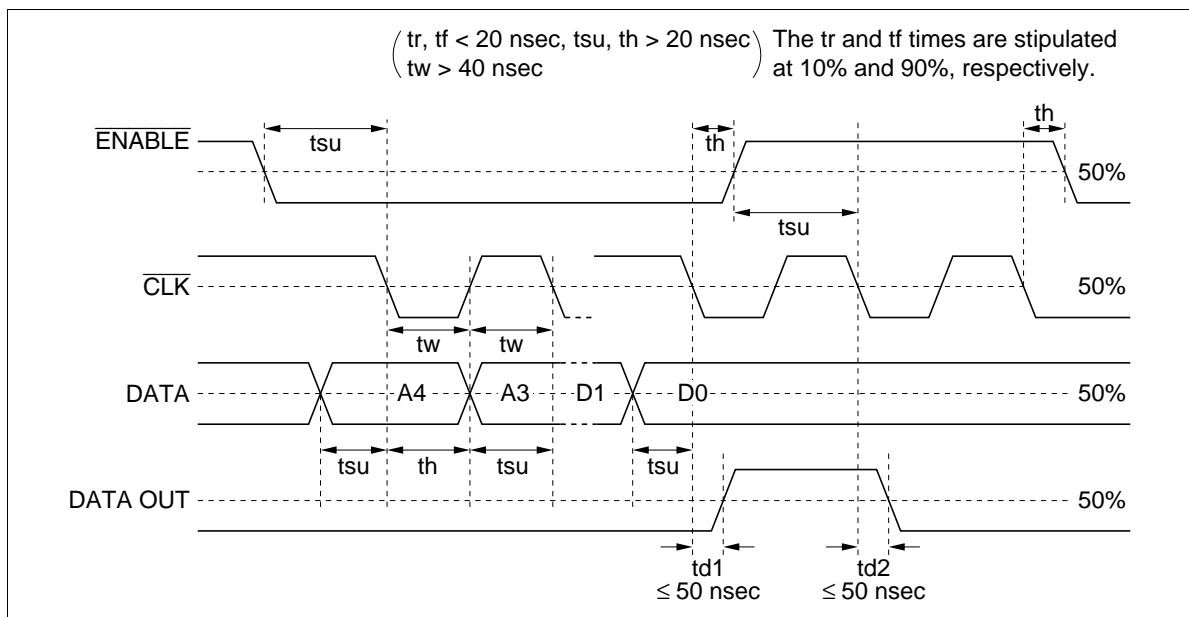 tr, tf < 20 nsec, tsu, th > 20 nsec
tw > 40 nsec
The tr and tf times are stipulated
at 10% and 90%, respectively.
ENABLE
tsu
th
th
50%
tsu
CLK
50%
tw
tw
DATA
A4
A3
D1
D0
50%
tsu
th
tsu
tsu
DATA OUT
50%
td1
≤ 50 nsec
td2
≤ 50 nsec